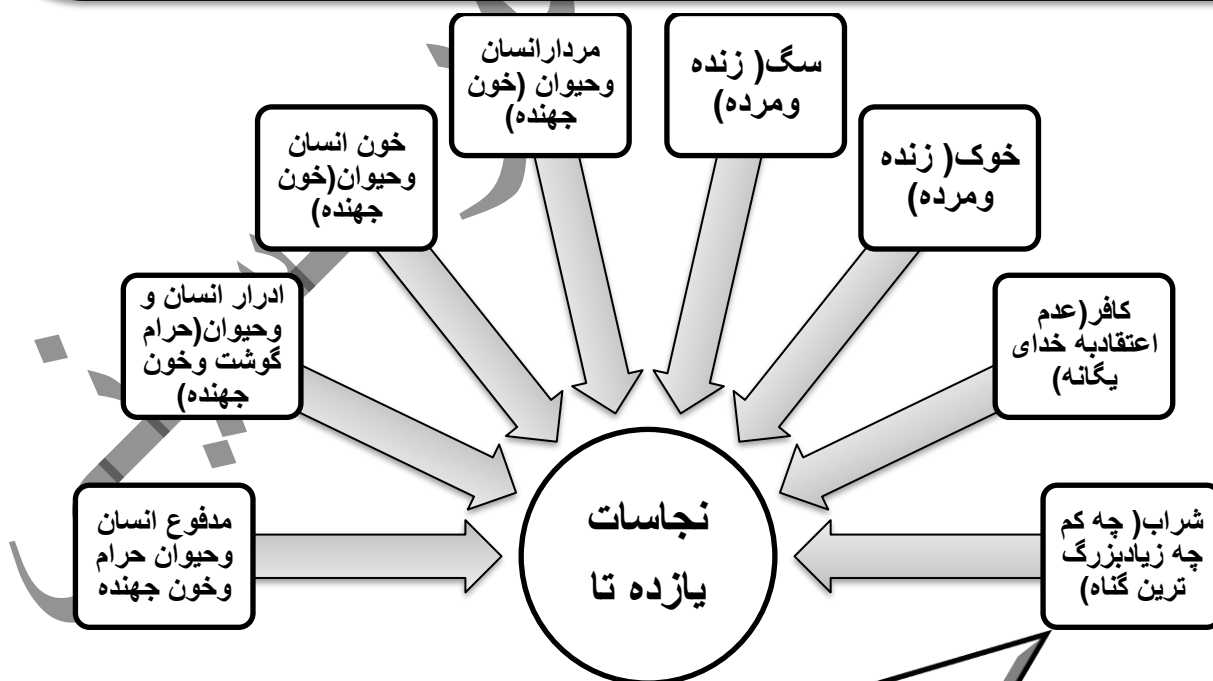 شراب( چه کم
چه زیادبزرگ
ترین گناه)
کافر(عدم
اعتقادبه خدای
یگانه)
خوک( زنده
ومرده)
سگ( زنده
ومرده)
مردارانسان
وحیوان (خون
جهنده)
خون انسان
وحیوان(خون
جهنده)
ادرار انسان و
وحیوان(حرام
گوشت وخون
جهنده)
مدفوع انسان
وحیوان حرام
وخون جهنده
نجاسات
یازده تا